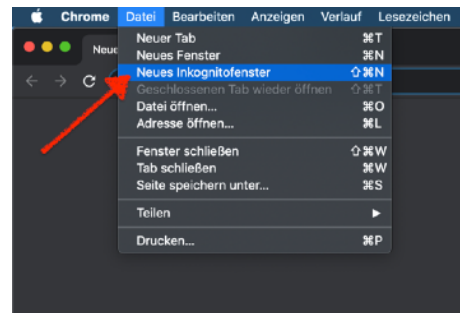 Chrome Datei Bearbeiten Anzeigen Verlauf Lesezeichen
Neuer Tab ⌘T
Neues Fenster ⌘N
Neues Inkognitofenster ⇧⌘N
Geschlossenen Tab wieder öffnen ⇧⌘T
Datei öffnen... ⌘O
Adresse öffnen... ⌘L
Fenster schließen ⇧⌘W
Tab schließen ⌘W
Seite speichern unter... ⌘S
Teilen
Drucken... ⌘P